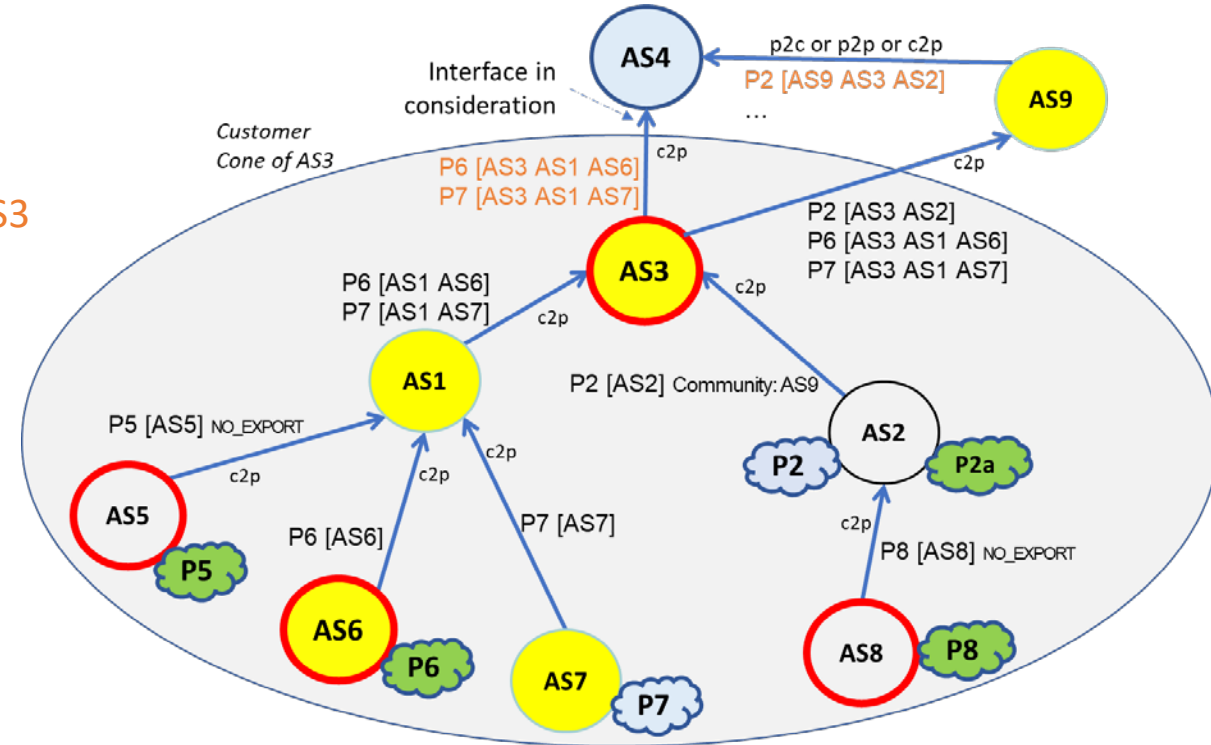 AS4
p2c or p2p or c2p
P2 [AS9 AS3 AS2]
...
AS9
Interface in
consideration
Customer
Cone of AS3
c2p
c2p
P6 [AS3 AS1 AS6]
P7 [AS3 AS1 AS7]
S3
P2 [AS3 AS2]
P6 [AS3 AS1 AS6]
P7 [AS3 AS1 AS7]
AS3
P6 [AS1 AS6]
P7 [AS1 AS7]
c2p
c2p
AS1
P2 [AS2] Community: AS9
P5 [AS5] NO_EXPORT
AS2
P2
P2a
c2p
c2p
c2p
AS5
P5
P6 [AS6]
P7 [AS7]
c2p
P8 [AS8] NO_EXPORT
AS6
P6
AS7
P7
AS8
P8